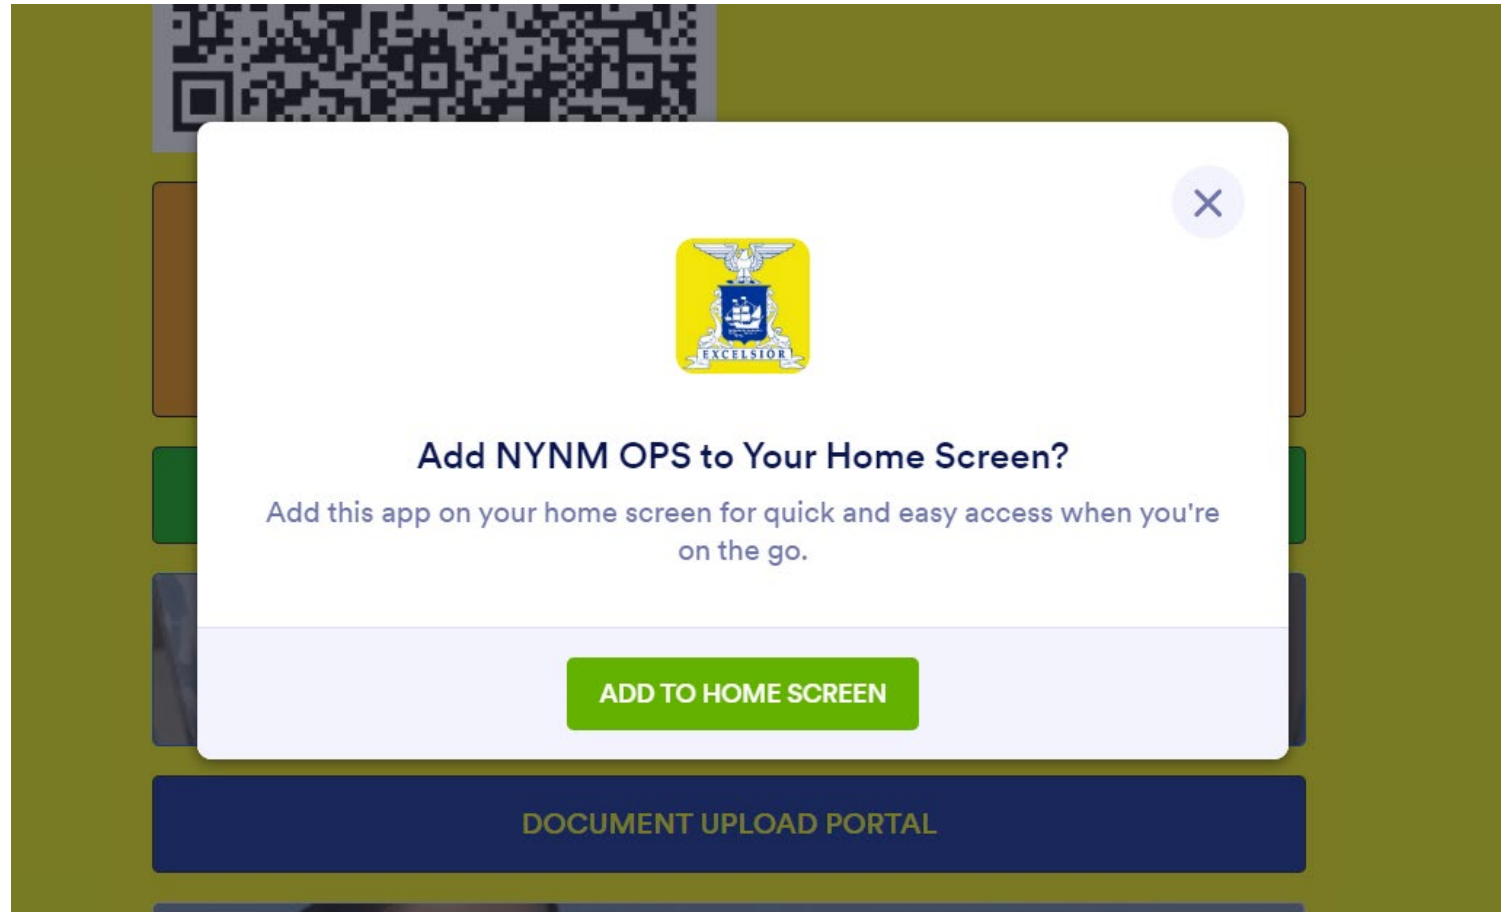 EXCELSIOR
Add NYNM OPS to Your Home Screen?
Add this app on your home screen for quick and easy access when you're
on the go.
ADD TO HOME SCREEN
DOCUMENT UPLOAD PORTAL